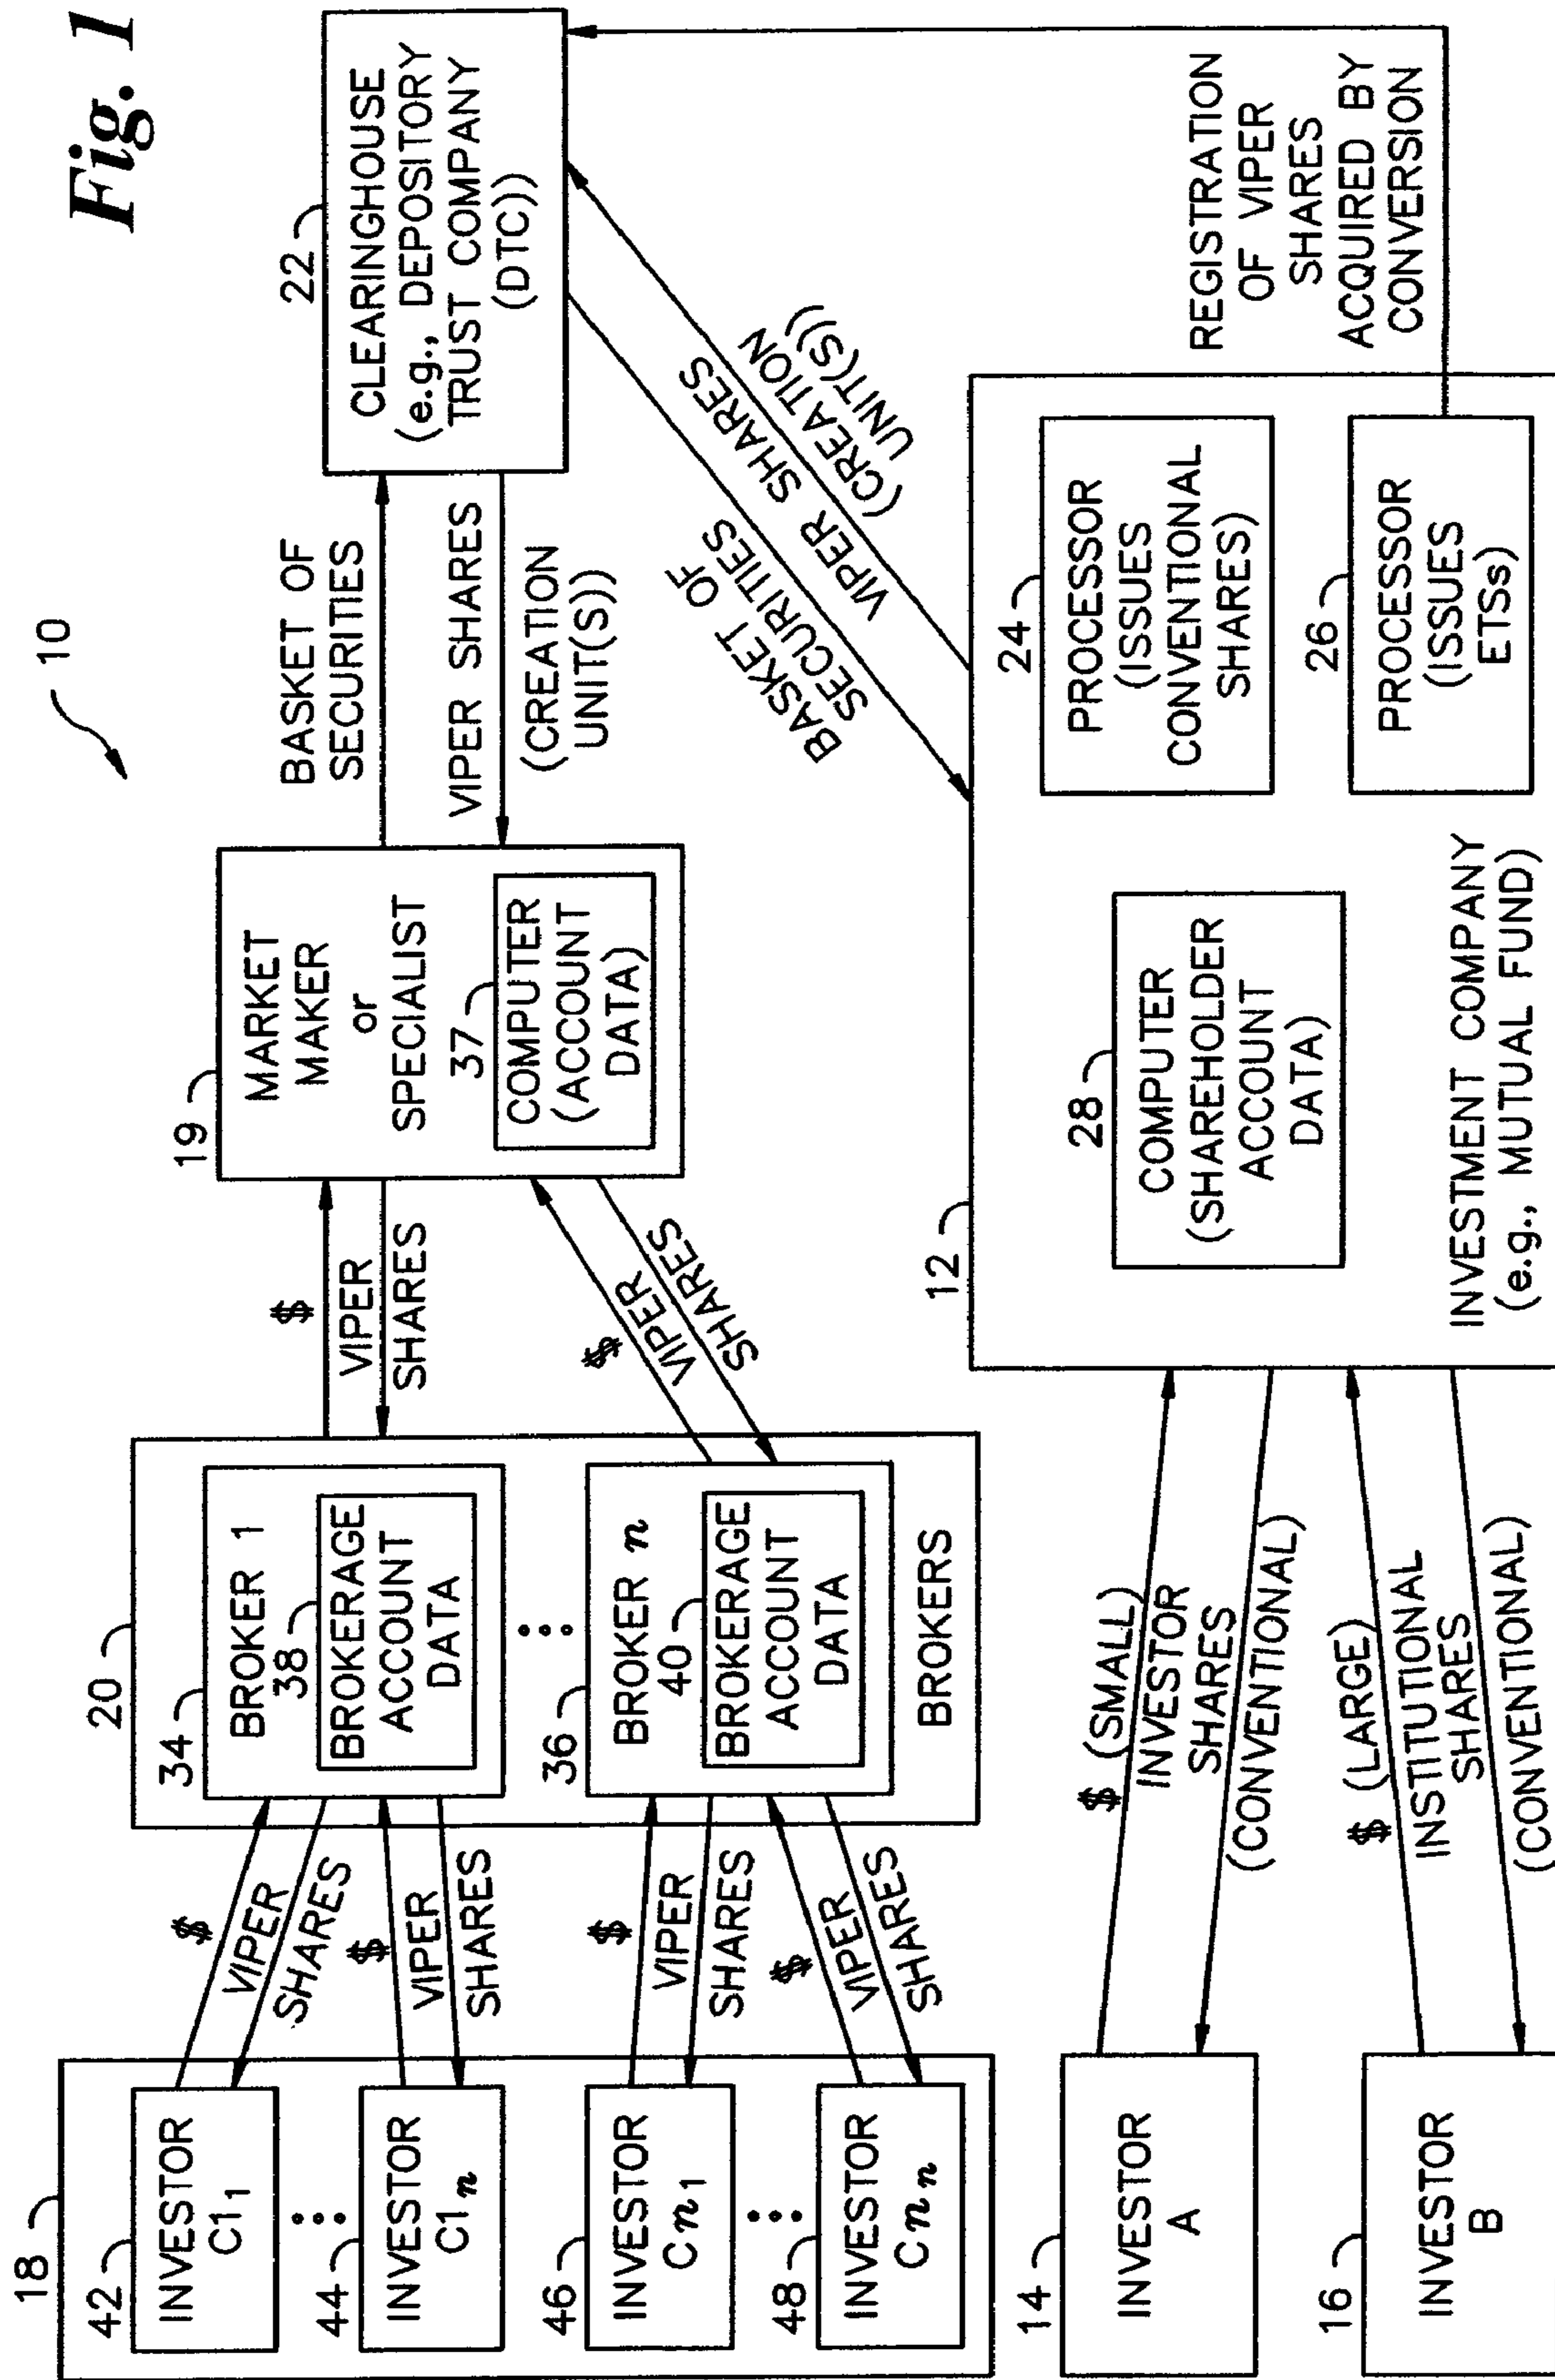 Fig. 1
10
18
42
INVESTOR
C1₁
44
INVESTOR
C1ₙ
46
INVESTOR
Cn₁
48
INVESTOR
Cnₙ
$
VIPER
SHARES
$
VIPER
SHARES
$
VIPER
SHARES
$
VIPER
SHARES
20
34
BROKER 1
38
BROKERAGE
ACCOUNT
DATA
36
BROKER n
40
BROKERAGE
ACCOUNT
DATA
BROKERS
$
VIPER
SHARES
$
VIPER
SHARES
19
MARKET
MAKER
or
SPECIALIST
37
COMPUTER
(ACCOUNT
DATA)
BASKET OF
SECURITIES
VIPER SHARES
(CREATION
UNIT(S))
22
CLEARINGHOUSE
(e.g., DEPOSITORY
TRUST COMPANY
(DTC))
BASKET OF
SECURITIES
VIPER SHARES
(CREATION
UNIT(S))
REGISTRATION
OF VIPER
SHARES
ACQUIRED BY
CONVERSION
14
INVESTOR
A
16
INVESTOR
B
$ (SMALL)
INVESTOR
SHARES
(CONVENTIONAL)
$ (LARGE)
INSTITUTIONAL
SHARES
(CONVENTIONAL)
12
28
COMPUTER
(SHAREHOLDER
ACCOUNT
DATA)
24
PROCESSOR
(ISSUES
CONVENTIONAL
SHARES)
26
PROCESSOR
(ISSUES
ETSs)
INVESTMENT COMPANY
(e.g., MUTUAL FUND)